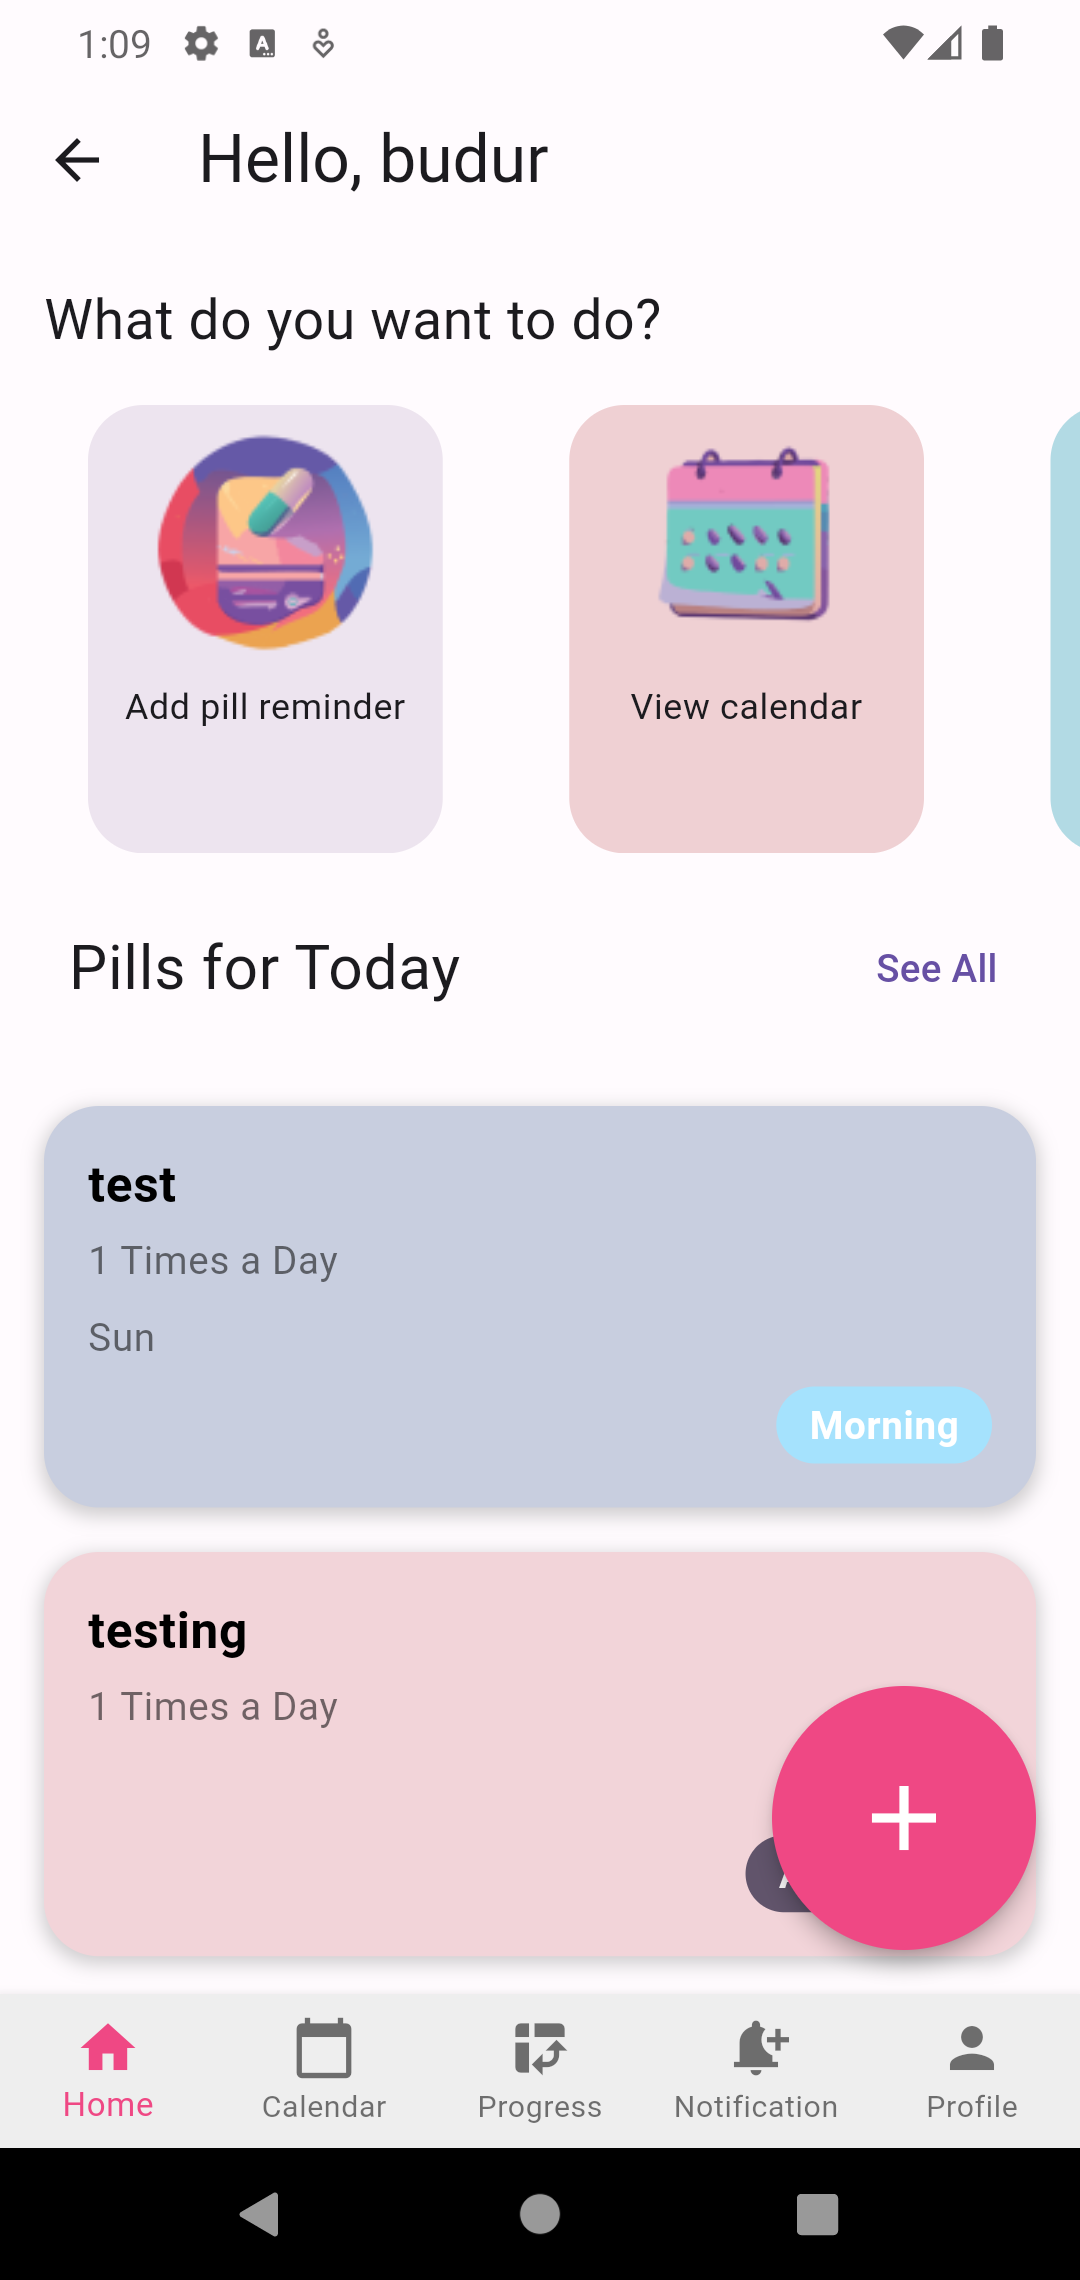 1:09
Hello, budur
What do you want to do?
Add pill reminder
View calendar
Pills for Today
See All
test
1 Times a Day
Sun
Morning
testing
1 Times a Day
Home
Calendar
Progress
Notification
Profile